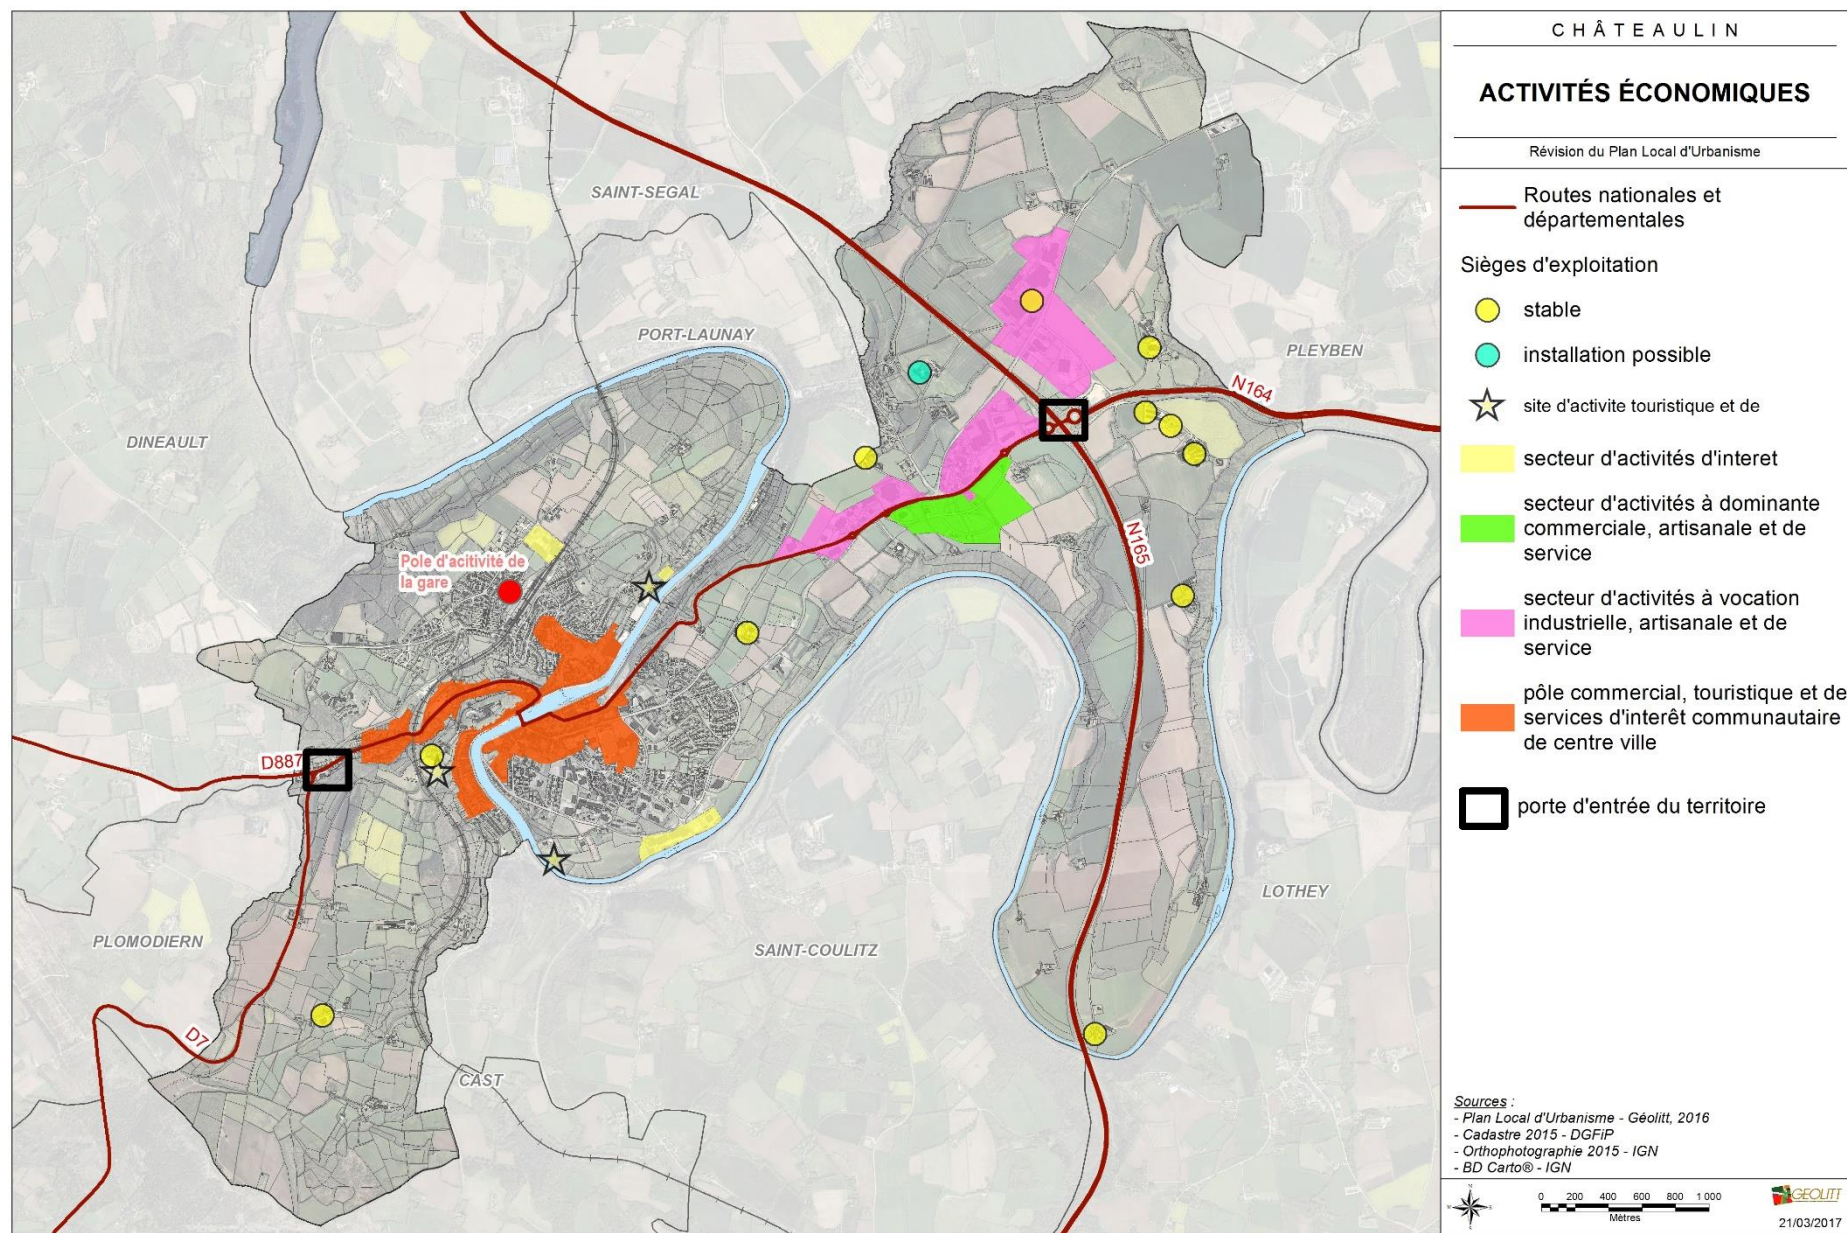 SAINT-SEGAL
PORT-LAUNAY
PLEYBEN
N164
DINEAULT
N165
Pole d'acitivité de
la gare
D887
LOTHEY
PLOMODIERN
SAINT-COULITZ
D7
CAST
CHÂTEAULIN
ACTIVITÉS ÉCONOMIQUES
Révision du Plan Local d'Urbanisme
Routes nationales et
départementales
Sièges d'exploitation
stable
installation possible
site d'activite touristique et de
secteur d'activités d'interet
secteur d'activités à dominante
commerciale, artisanale et de
service
secteur d'activités à vocation
industrielle, artisanale et de
service
pôle commercial, touristique et de
services d'interêt communautaire
de centre ville
porte d'entrée du territoire
Sources :
- Plan Local d'Urbanisme - Géolitt, 2016
- Cadastre 2015 - DGFiP
- Orthophotographie 2015 - IGN
- BD Carto® - IGN
0 200 400 600 800 1 000
Mètres
GEOLITT
21/03/2017